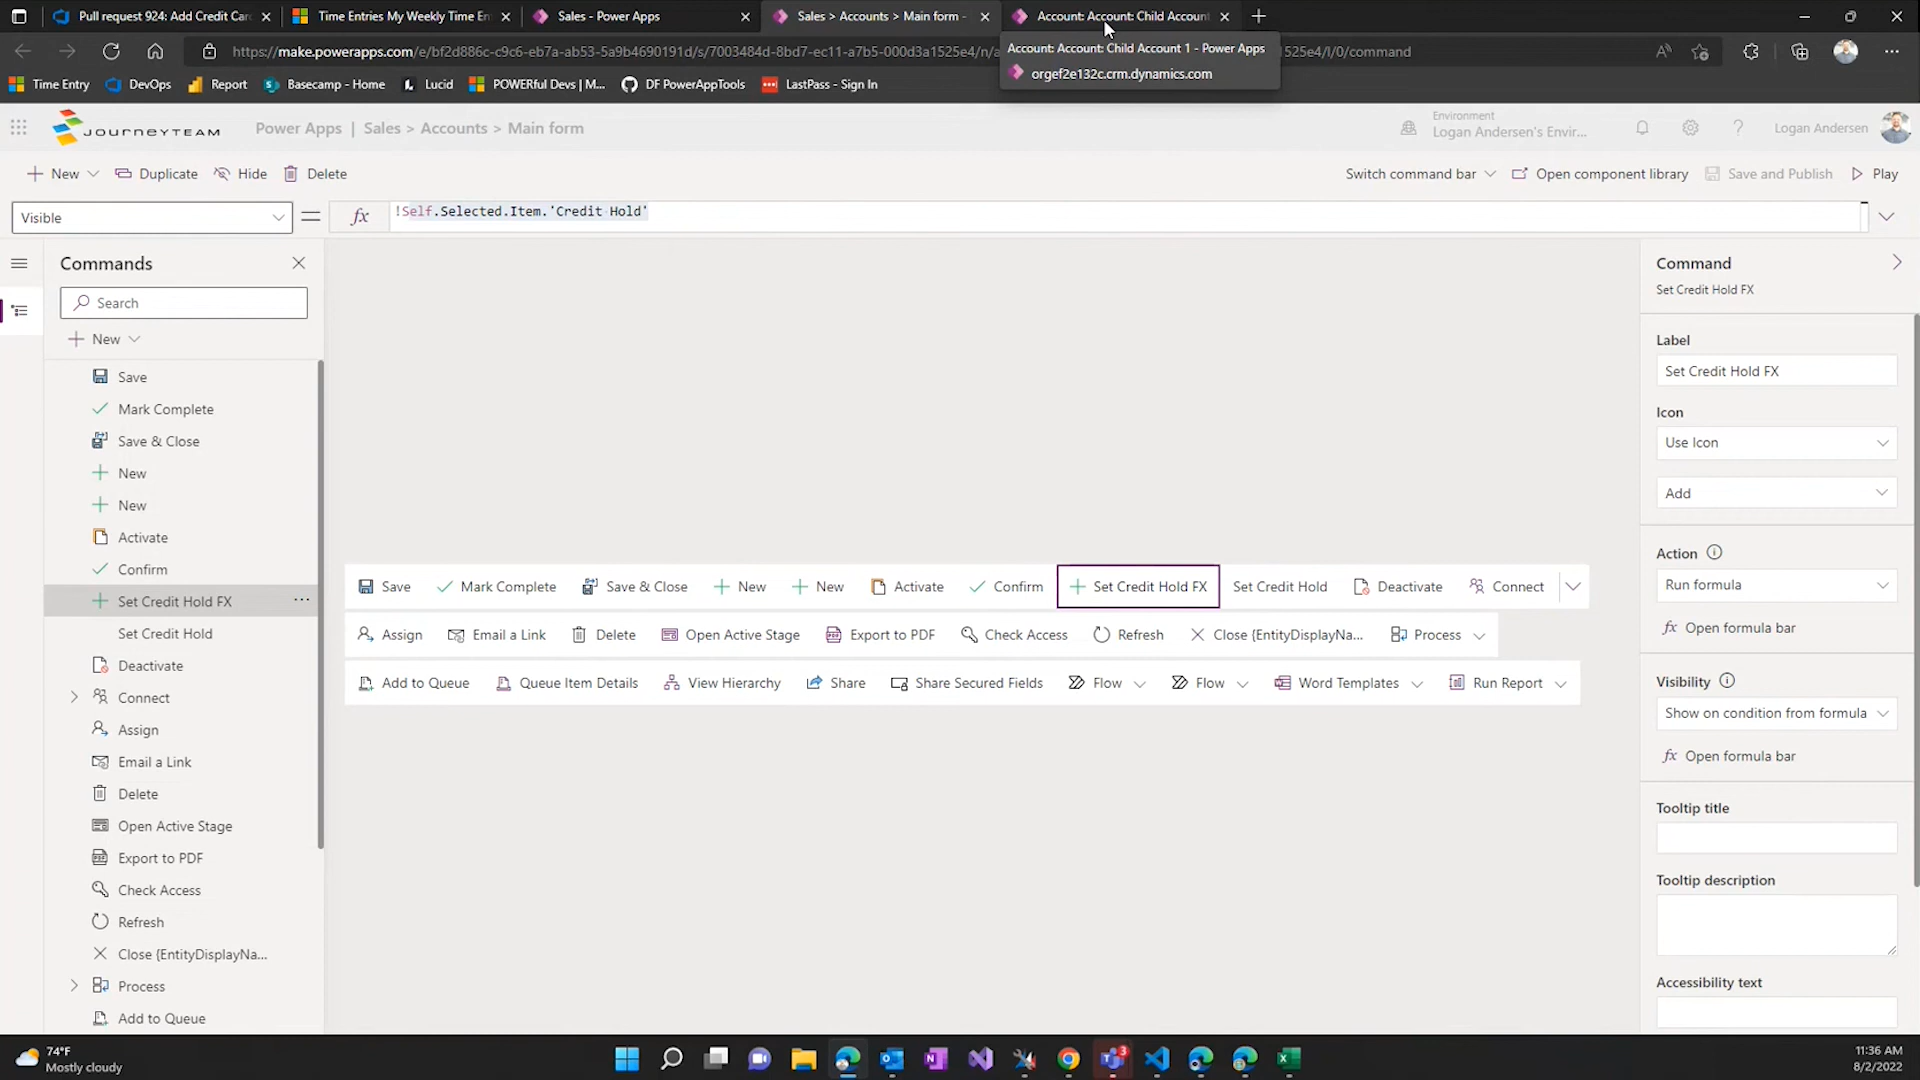 Pull request 924: Add Credit Car
Time Entries My Weekly Time En
Sales - Power Apps
Sales > Accounts > Main form -
Account: Account: Child Account
https://make.powerapps.com/e/bf2d886c-c9c6-eb7a-ab53-5a9b4690191d/s/7003484d-8bd7-ec11-a7b5-000d3a1525e4/n/a
1525e4/l/0/command
Account: Account: Child Account 1 - Power Apps
orgef2e132c.crm.dynamics.com
Time Entry
DevOps
Report
Basecamp - Home
Lucid
POWERful Devs | M...
DF PowerAppTools
LastPass - Sign In
JOURNEYTEAM
Power Apps | Sales > Accounts > Main form
Environment
Logan Andersen's Envir...
Logan Andersen
New
Duplicate
Hide
Delete
Switch command bar
Open component library
Save and Publish
Play
Visible
=
fx
!Self.Selected.Item.'Credit Hold'
Commands
Search
New
Save
Mark Complete
Save & Close
New
New
Activate
Confirm
Set Credit Hold FX
Set Credit Hold
Deactivate
Connect
Assign
Email a Link
Delete
Open Active Stage
Export to PDF
Check Access
Refresh
Close {EntityDisplayNa...
Process
Add to Queue
Save
Mark Complete
Save & Close
New
New
Activate
Confirm
Set Credit Hold FX
Set Credit Hold
Deactivate
Connect
Assign
Email a Link
Delete
Open Active Stage
Export to PDF
Check Access
Refresh
Close {EntityDisplayNa...
Process
Add to Queue
Queue Item Details
View Hierarchy
Share
Share Secured Fields
Flow
Flow
Word Templates
Run Report
Command
Set Credit Hold FX
Label
Set Credit Hold FX
Icon
Use Icon
Add
Action
Run formula
fx Open formula bar
Visibility
Show on condition from formula
fx Open formula bar
Tooltip title
Tooltip description
Accessibility text
74°F
Mostly cloudy
3
11:36 AM
8/2/2022